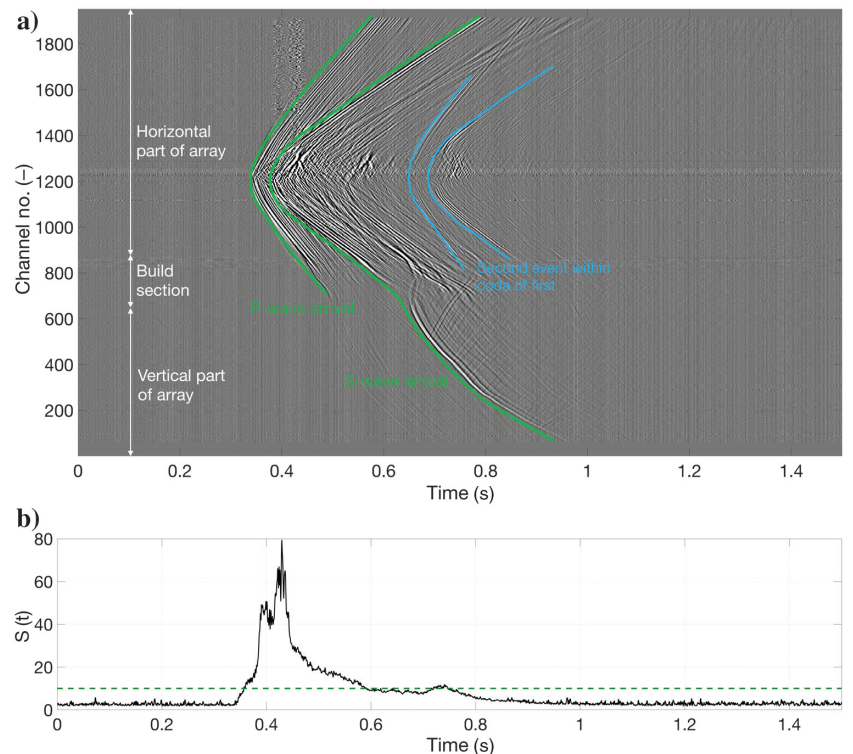 a)
1800
1600
1400
1200
1000
800
600
400
200
Channel no. (–)
Horizontal
part of array
Build
section
Vertical part
of array
P-wave arrival
S-wave arrival
Second event within
coda of first
0 0.2 0.4 0.6 0.8 1 1.2 1.4
Time (s)
b)
80
60
40
20
0
S (t)
0 0.2 0.4 0.6 0.8 1 1.2 1.4
Time (s)